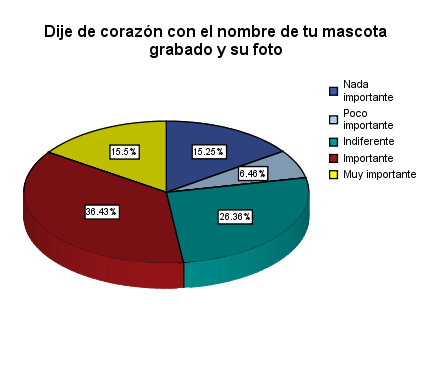 Dije de corazón con el nombre de tu mascota
grabado y su foto
Nada
importante
Poco
importante
Indiferente
Importante
Muy importante
15.5%
15.25%
6.46%
36.43%
26.36%